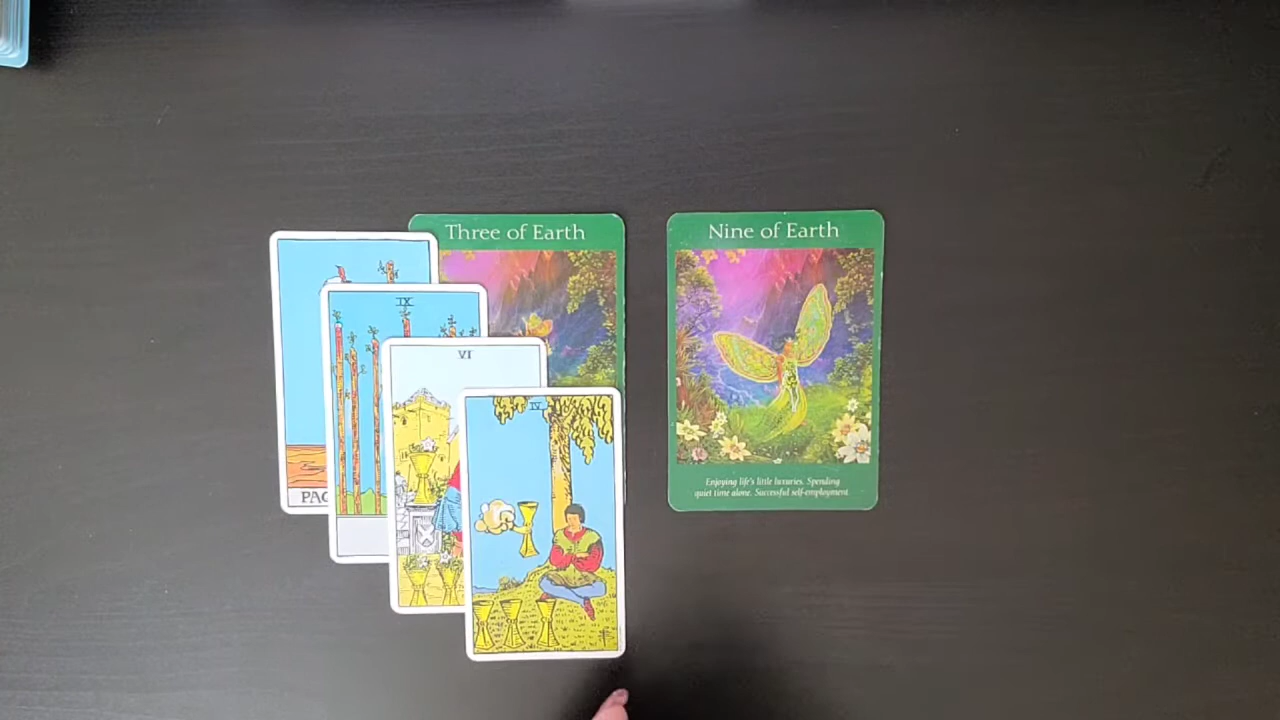 Three of Earth
Nine of Earth
IX
VI
IV
PAG
Enjoying life's little luxuries. Spending
quiet time alone. Successful self-employment.